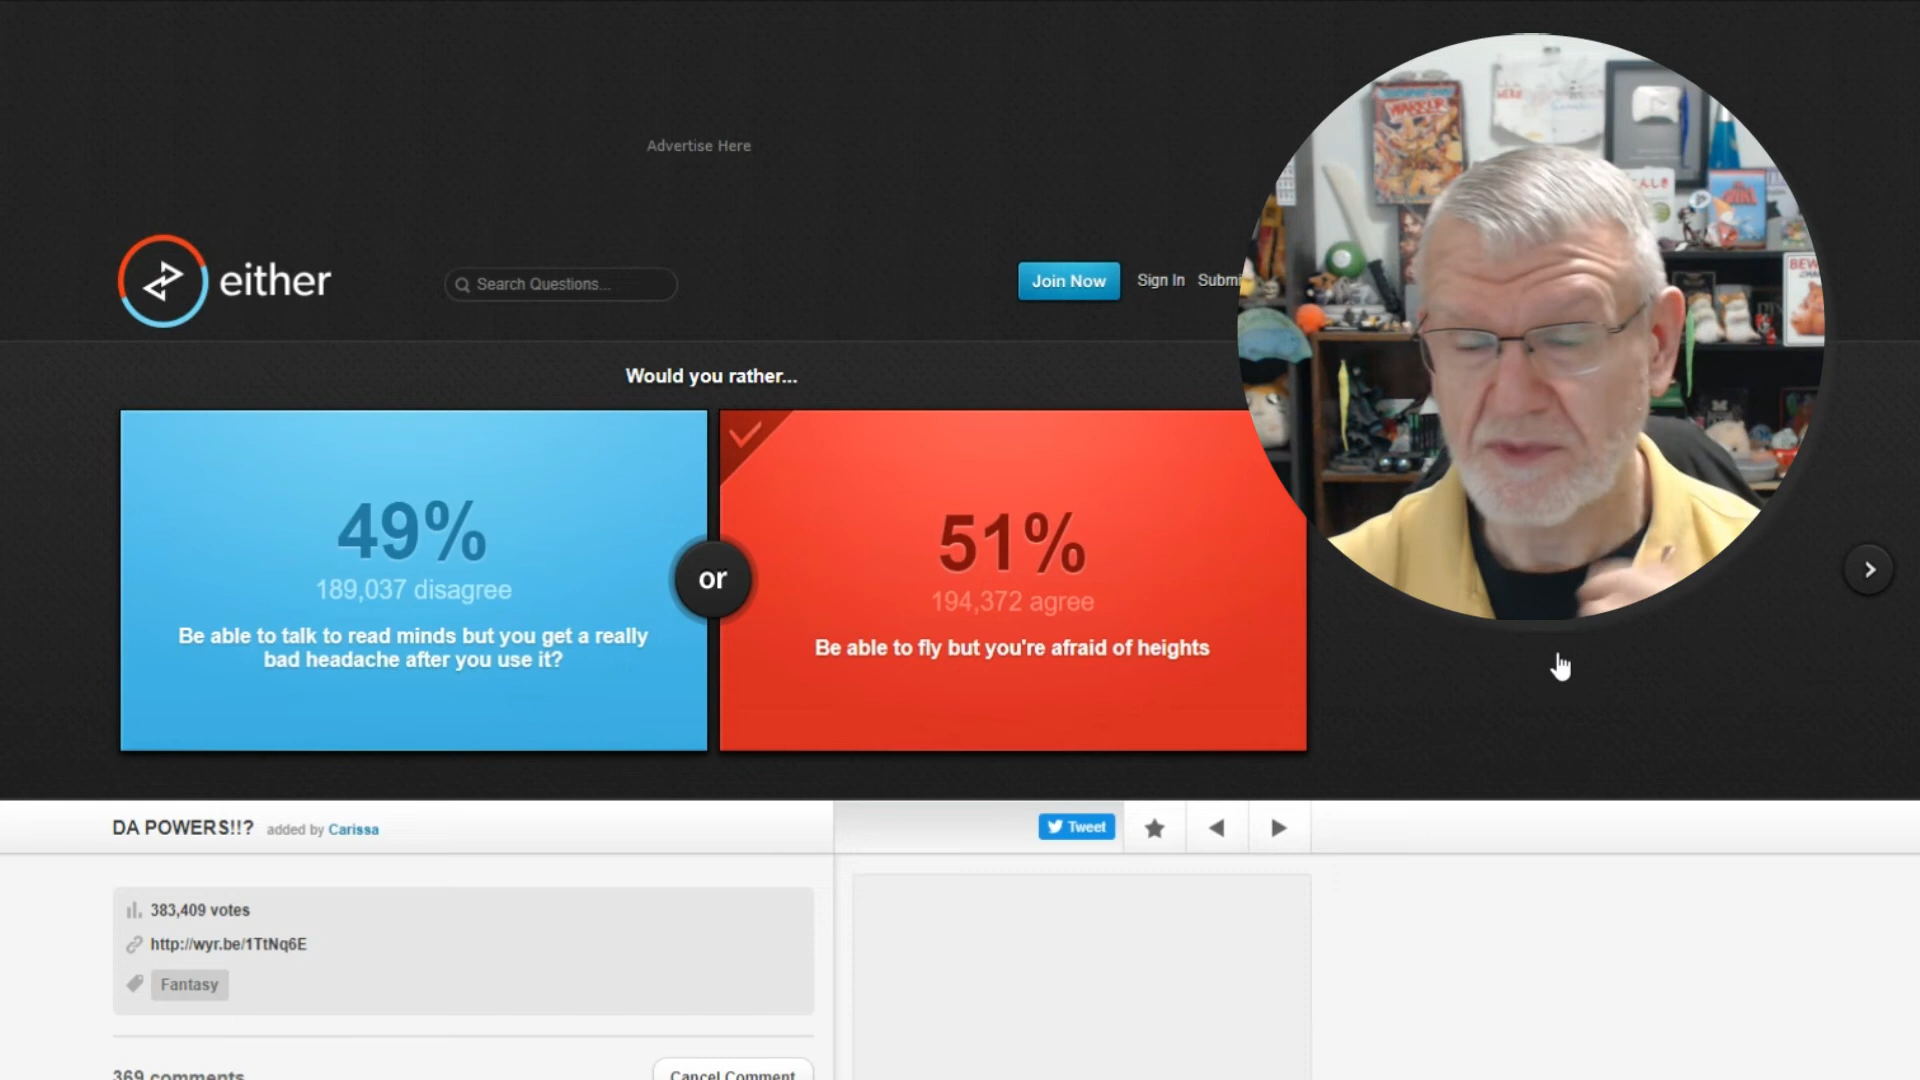 Advertise Here
either
Search Questions...
Join Now
Sign In
Would you rather...
49%
189,037 disagree
Be able to talk to read minds but you get a really
bad headache after you use it?
or
51%
194,372 agree
Be able to fly but you're afraid of heights
WARRIOR
BEW
DA POWERS!!? added by Carissa
Tweet
383,409 votes
http://wyr.be/1TtNq6E
Fantasy
369 comments
Cancel Comment